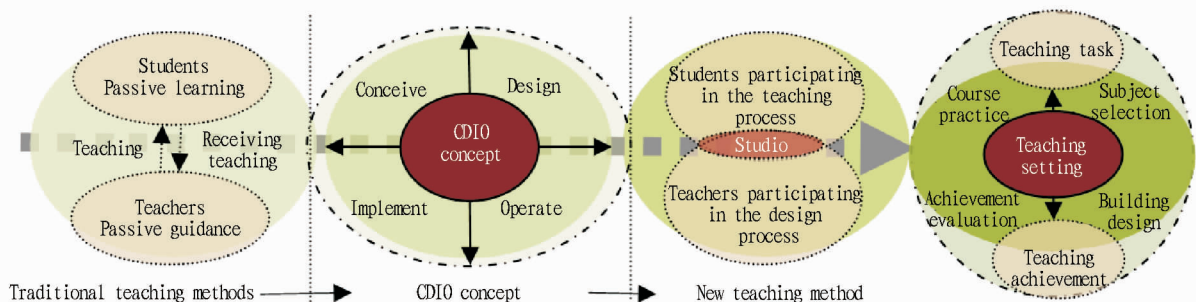 Students
Passive learning
Teaching
Receiving
teaching
Teachers
Passive guidance
Conceive
Design
CDIO
concept
Implement
Operate
Students participating
in the teaching
process
Studio
Teachers participating
in the design
process
Teaching task
Course
practice
Subject
selection
Teaching
setting
Achievement
evaluation
Building
design
Teaching
achievement
Traditional teaching methods
CDIO concept
New teaching method